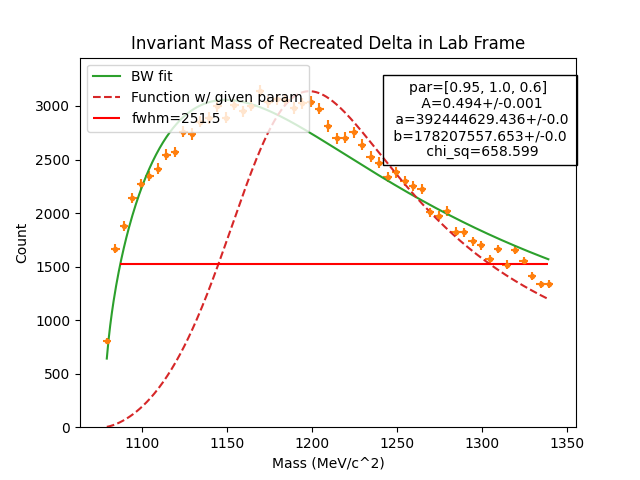 Invariant Mass of Recreated Delta in Lab Frame
BW fit
Function w/ given param
fwhm=251.5
par=[0.95, 1.0, 0.6]
A=0.494+/-0.001
a=392444629.436+/-0.0
b=178207557.653+/-0.0
chi_sq=658.599
Count
3000
2500
2000
1500
1000
500
0
1100
1150
1200
1250
1300
1350
Mass (MeV/c^2)